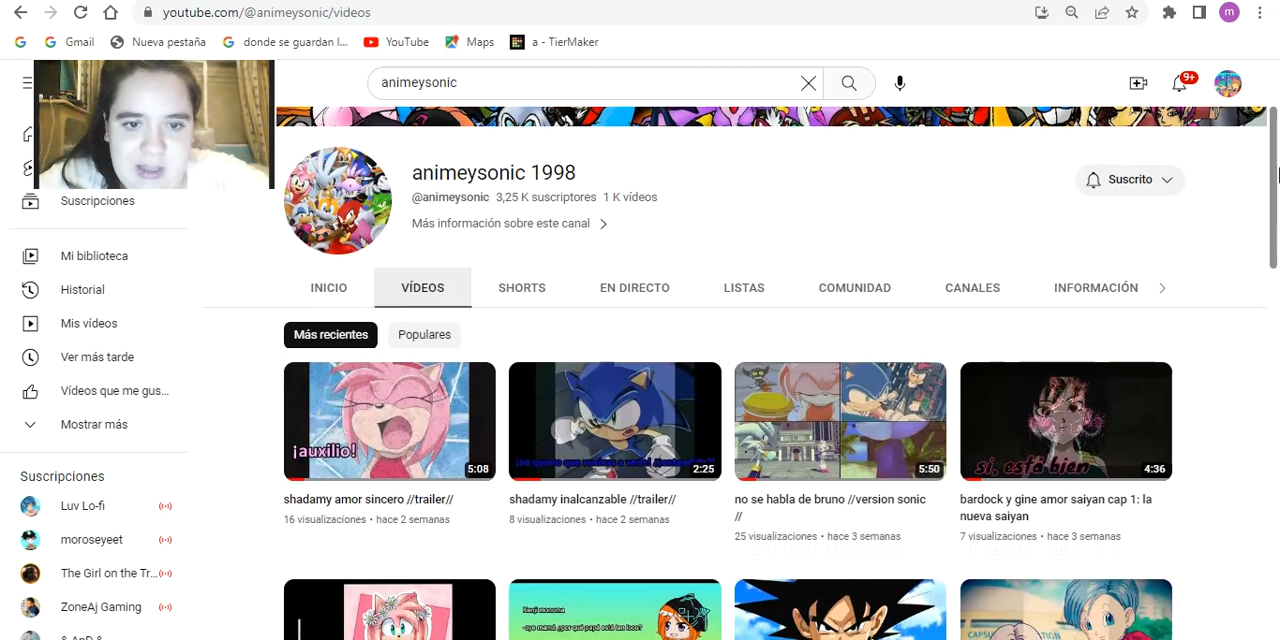 youtube.com/@animeysonic/videos
m
Gmail
Nueva pestaña
donde se guardan l...
YouTube
Maps
a - TierMaker
animeysonic
9+
animeysonic 1998
@animeysonic 3,25 K suscriptores 1 K vídeos
Más información sobre este canal
Suscrito
Suscripciones
Mi biblioteca
Historial
Mis vídeos
Ver más tarde
Vídeos que me gus...
Mostrar más
Suscripciones
Luv Lo-fi
moroseyeet
The Girl on the Tr...
ZoneAj Gaming
INICIO
VÍDEOS
SHORTS
EN DIRECTO
LISTAS
COMUNIDAD
CANALES
INFORMACIÓN
Más recientes
Populares
¡auxilio!
5:08
shadamy amor sincero //trailer//
16 visualizaciones • hace 2 semanas
2:25
shadamy inalcanzable //trailer//
8 visualizaciones • hace 2 semanas
5:50
no se habla de bruno //version sonic
//
25 visualizaciones • hace 3 semanas
si, está bien
4:36
bardock y gine amor saiyan cap 1: la
nueva saiyan
7 visualizaciones • hace 3 semanas